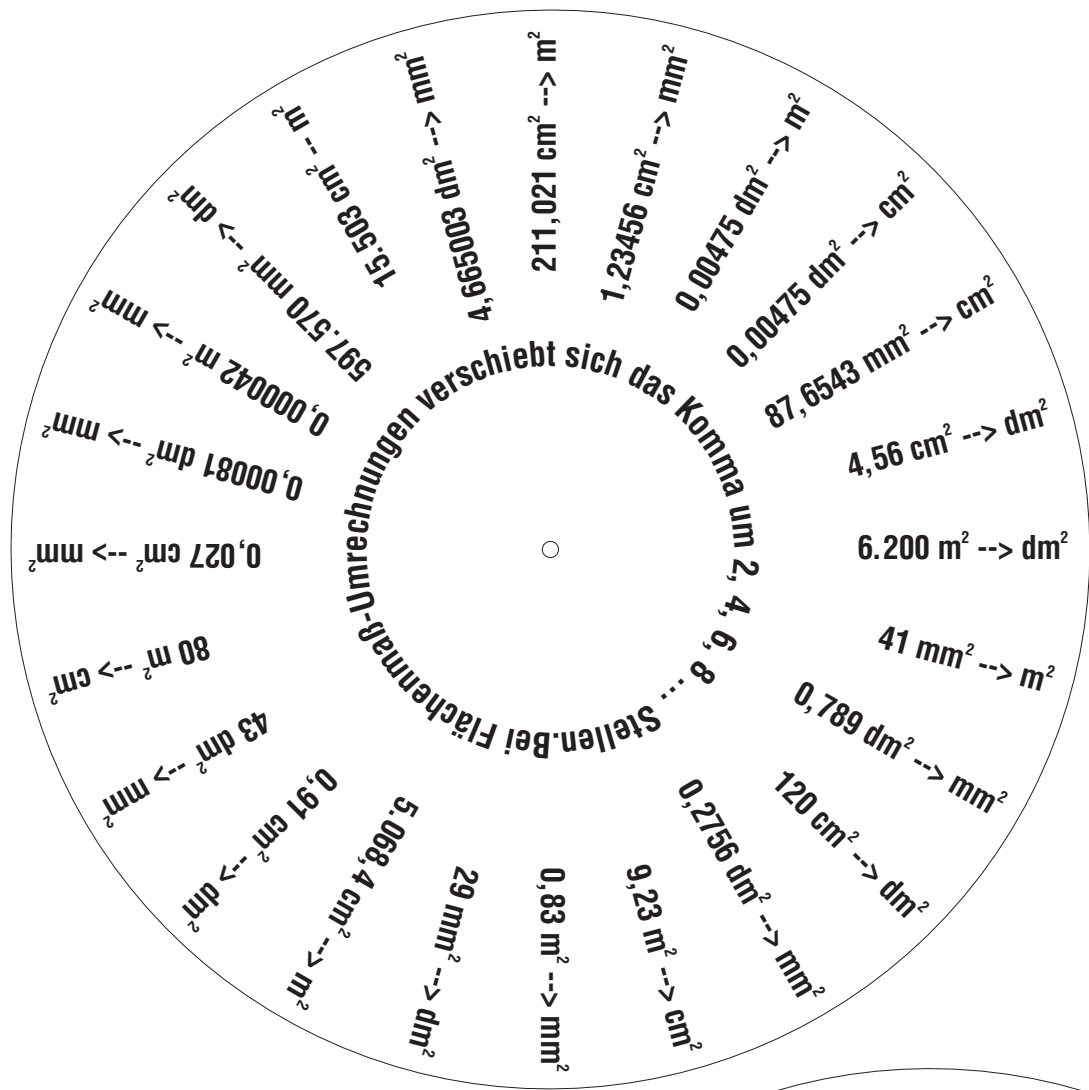 211,021 cm² --> m²
1,23456 cm² --> mm²
0,00475 dm² --> m²
0,00475 dm² --> cm²
87,6543 mm² --> cm²
4,56 cm² --> dm²
6.200 m² --> dm²
41 mm² --> m²
0,789 dm² --> mm²
120 cm² --> dm²
0,2756 dm² --> mm²
9,23 m² --> cm²
0,83 m² --> mm²
29 mm² --> dm²
5.068,4 cm² --> m²
0,91 cm² --> dm²
43 dm² --> mm²
80 m² --> cm²
0,027 cm² --> mm²
0,00081 dm² --> mm²
0,000042 m² --> mm²
597.570 mm² --> dm²
15.503 cm² -- m²
4,665003 dm² --> mm²
Bei Flächenmaß-Umrechnungen verschiebt sich das Komma um 2, 4, 6, 8 ... Stellen.